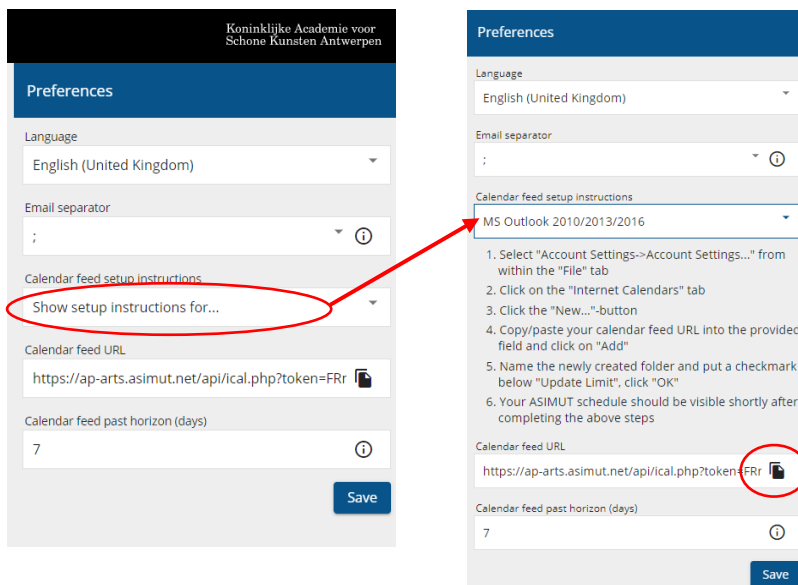 Koninklijke Academie voor
Schone Kunsten Antwerpen
Preferences
Language
English (United Kingdom)
Email separator
;
Calendar feed setup instructions
Show setup instructions for...
Calendar feed URL
https://ap-arts.asimut.net/api/ical.php?token=FRr
Calendar feed past horizon (days)
7
Save
Preferences
Language
English (United Kingdom)
Email separator
;
Calendar feed setup instructions
MS Outlook 2010/2013/2016
1. Select "Account Settings->Account Settings..." from
within the "File" tab
2. Click on the "Internet Calendars" tab
3. Click the "New..."-button
4. Copy/paste your calendar feed URL into the provided
field and click on "Add"
5. Name the newly created folder and put a checkmark
below "Update Limit", click "OK"
6. Your ASIMUT schedule should be visible shortly after
completing the above steps
Calendar feed URL
https://ap-arts.asimut.net/api/ical.php?token=FRr
Calendar feed past horizon (days)
7
Save